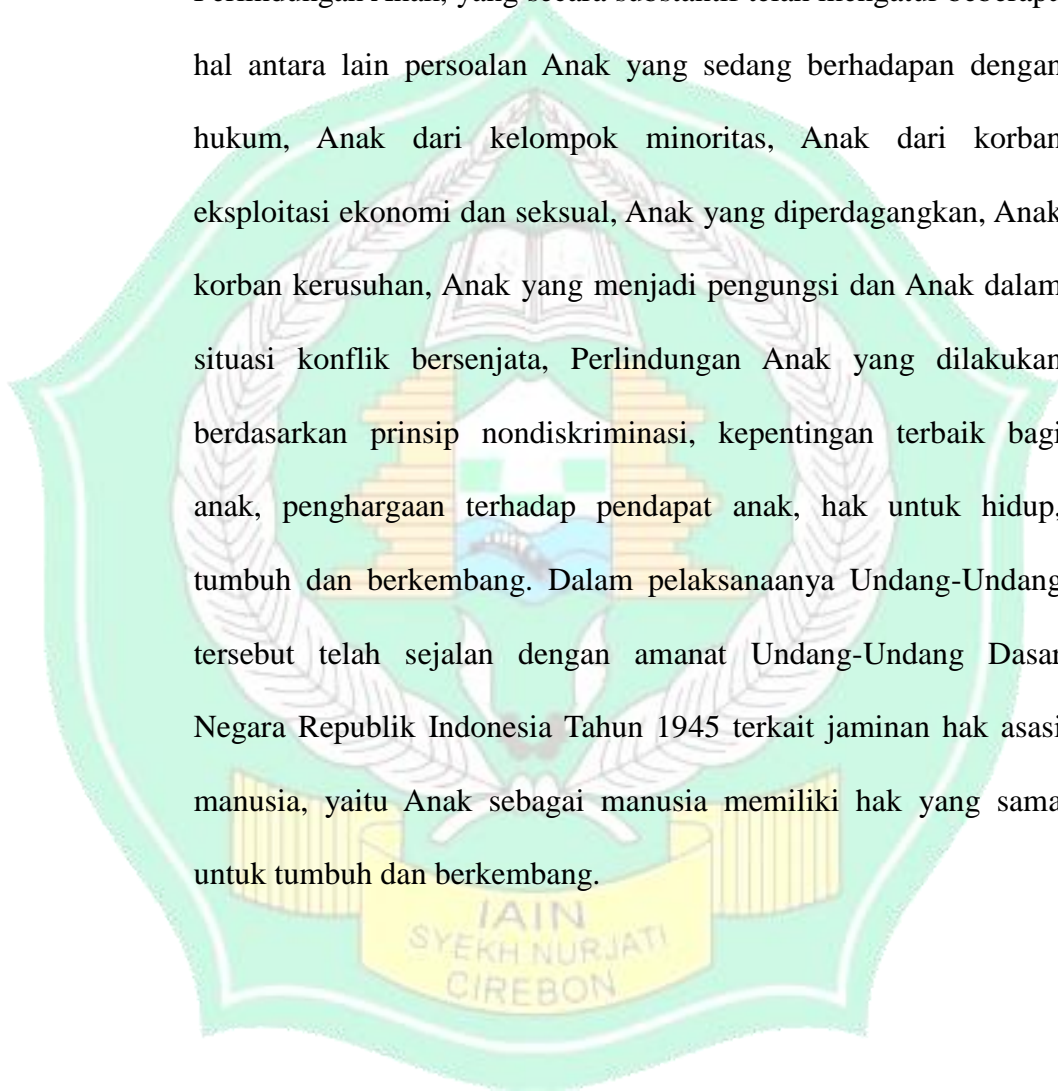 hal antara lain persoalan Anak yang sedang berhadapan dengan
hukum, Anak dari kelompok minoritas, Anak dari korban
eksploitasi ekonomi dan seksual, Anak yang diperdagangkan, Anak
korban kerusuhan, Anak yang menjadi pengungsi dan Anak dalam
situasi konflik bersenjata, Perlindungan Anak yang dilakukan
berdasarkan prinsip nondiskriminasi, kepentingan terbaik bagi
anak, penghargaan terhadap pendapat anak, hak untuk hidup,
tumbuh dan berkembang. Dalam pelaksanaanya Undang-Undang
tersebut telah sejalan dengan amanat Undang-Undang Dasar
Negara Republik Indonesia Tahun 1945 terkait jaminan hak asasi
manusia, yaitu Anak sebagai manusia memiliki hak yang sama
untuk tumbuh dan berkembang.
IAIN
SYEKH NURJATI
CIREBON